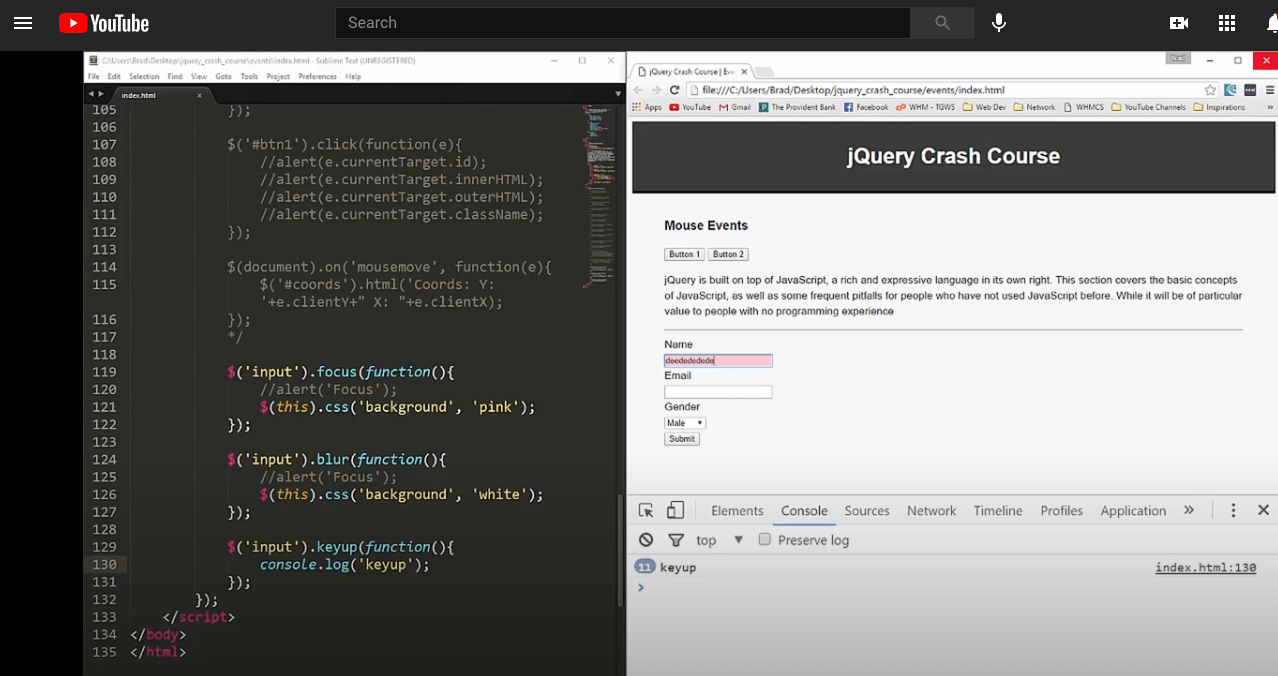 YouTube
Search
C:\Users\Brad\Desktop\jquery_crash_course\events\index.html - Sublime Text (UNREGISTERED)
File Edit Selection Find View Goto Tools Project Preferences Help
index.html
105 });
106
107 $('#btn1').click(function(e){
108 //alert(e.currentTarget.id);
109 //alert(e.currentTarget.innerHTML);
110 //alert(e.currentTarget.outerHTML);
111 //alert(e.currentTarget.className);
112 });
113
114 $(document).on('mousemove', function(e){
115 $('#coords').html('Coords: Y:
'+e.clientY+" X: "+e.clientX);
116 });
117 */
118
119 $('input').focus(function(){
120 //alert('Focus');
121 $(this).css('background', 'pink');
122 });
123
124 $('input').blur(function(){
125 //alert('Focus');
126 $(this).css('background', 'white');
127 });
128
129 $('input').keyup(function(){
130 console.log('keyup');
131 });
132 });
133 </script>
134 </body>
135 </html>
Brad
jQuery Crash Course | Eve
file:///C:/Users/Brad/Desktop/jquery_crash_course/events/index.html
Apps YouTube Gmail The Provident Bank Facebook WHM - TGWS Web Dev Network WHMCS YouTube Channels Inspirations »
jQuery Crash Course
Mouse Events
Button 1 Button 2
jQuery is built on top of JavaScript, a rich and expressive language in its own right. This section covers the basic concepts
of JavaScript, as well as some frequent pitfalls for people who have not used JavaScript before. While it will be of particular
value to people with no programming experience
Name
deedededede
Email
Gender
Male
Submit
Elements Console Sources Network Timeline Profiles Application »
top Preserve log
11 keyup index.html:130
>